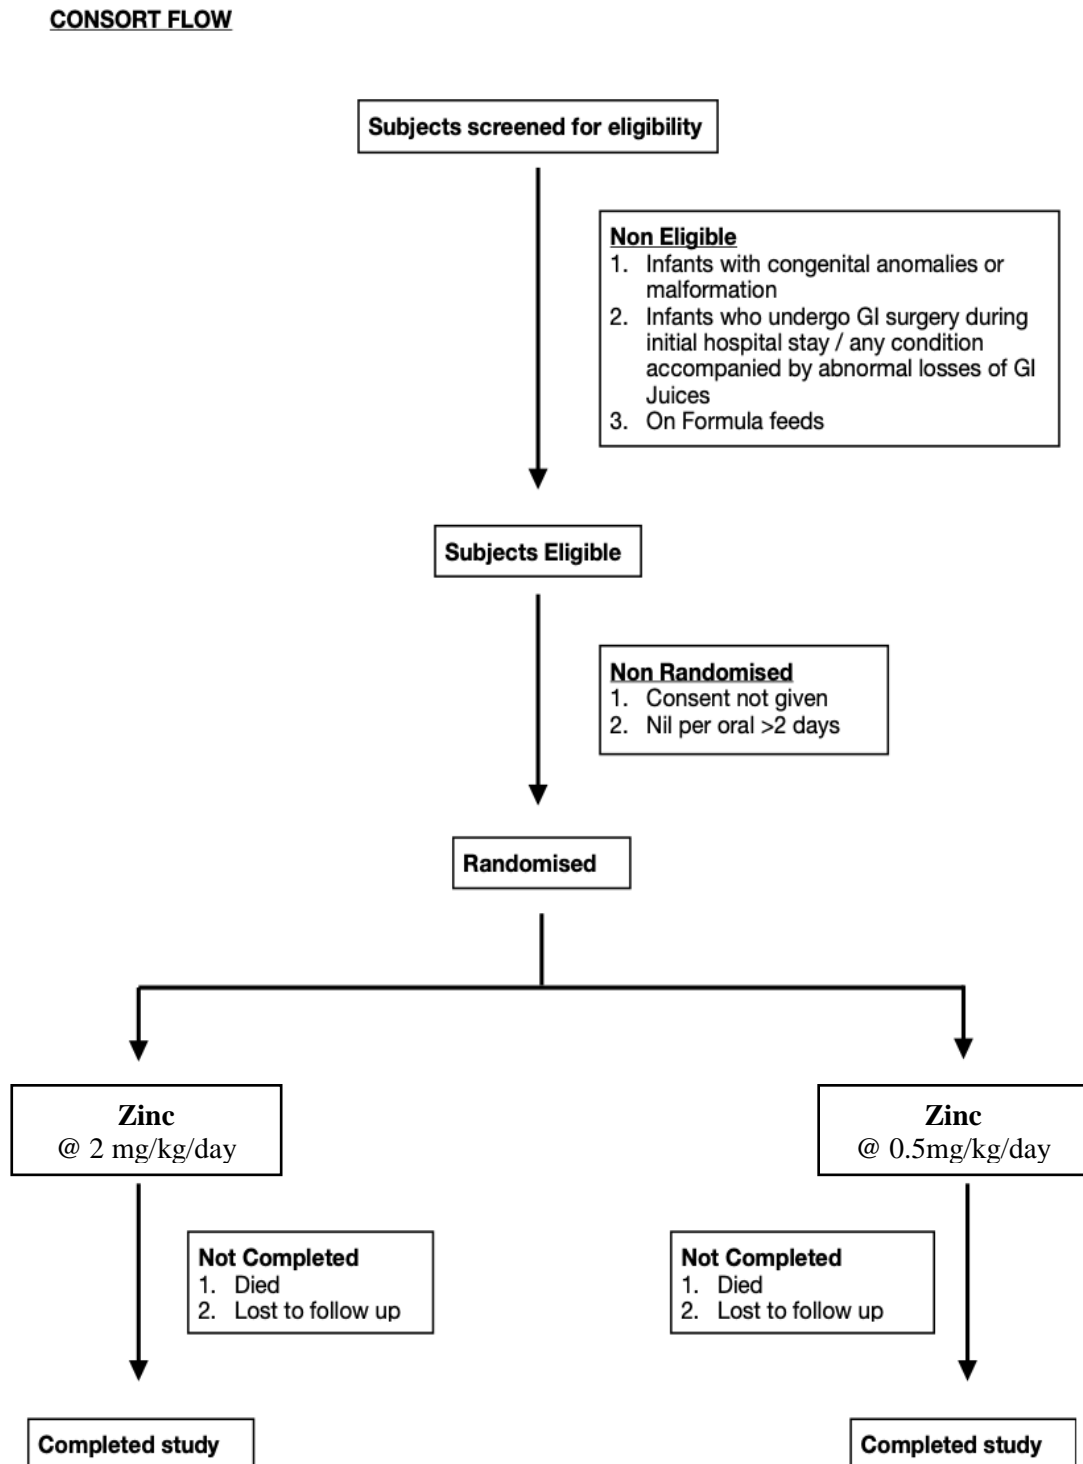 CONSORT FLOW
Subjects screened for eligibility
Non Eligible
1. Infants with congenital anomalies or
malformation
2. Infants who undergo GI surgery during
initial hospital stay / any condition
accompanied by abnormal losses of GI
Juices
3. On Formula feeds
Subjects Eligible
Non Randomised
1. Consent not given
2. Nil per oral >2 days
Randomised
Zinc
@ 2 mg/kg/day
Zinc
@ 0.5mg/kg/day
Not Completed
1. Died
2. Lost to follow up
Not Completed
1. Died
2. Lost to follow up
Completed study
Completed study